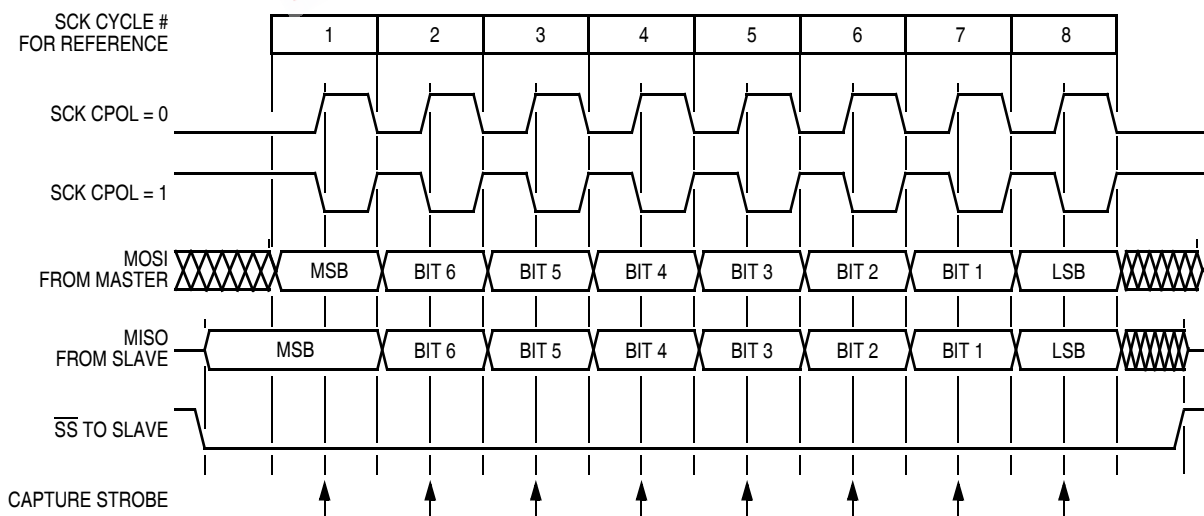 SCK CYCLE #
FOR REFERENCE
1 2 3 4 5 6 7 8
SCK CPOL = 0
SCK CPOL = 1
MOSI
FROM MASTER
MSB BIT 6 BIT 5 BIT 4 BIT 3 BIT 2 BIT 1 LSB
MISO
FROM SLAVE
MSB BIT 6 BIT 5 BIT 4 BIT 3 BIT 2 BIT 1 LSB
SS TO SLAVE
CAPTURE STROBE